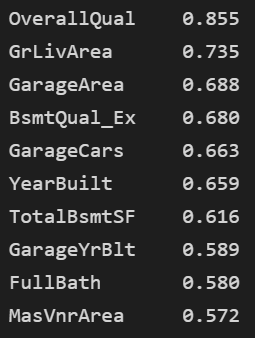 OverallQual    0.855
GrLivArea      0.735
GarageArea     0.688
BsmtQual_Ex    0.680
GarageCars     0.663
YearBuilt      0.659
TotalBsmtSF    0.616
GarageYrBlt    0.589
FullBath       0.580
MasVnrArea     0.572